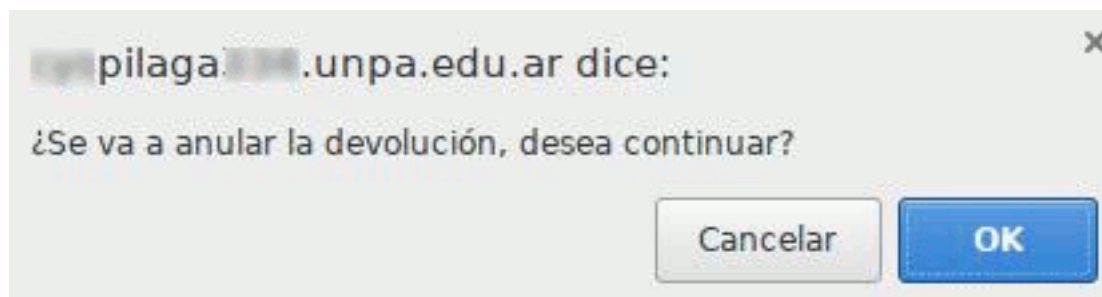 pilaga .unpa.edu.ar dice:
¿Se va a anular la devolución, desea continuar?
Cancelar OK